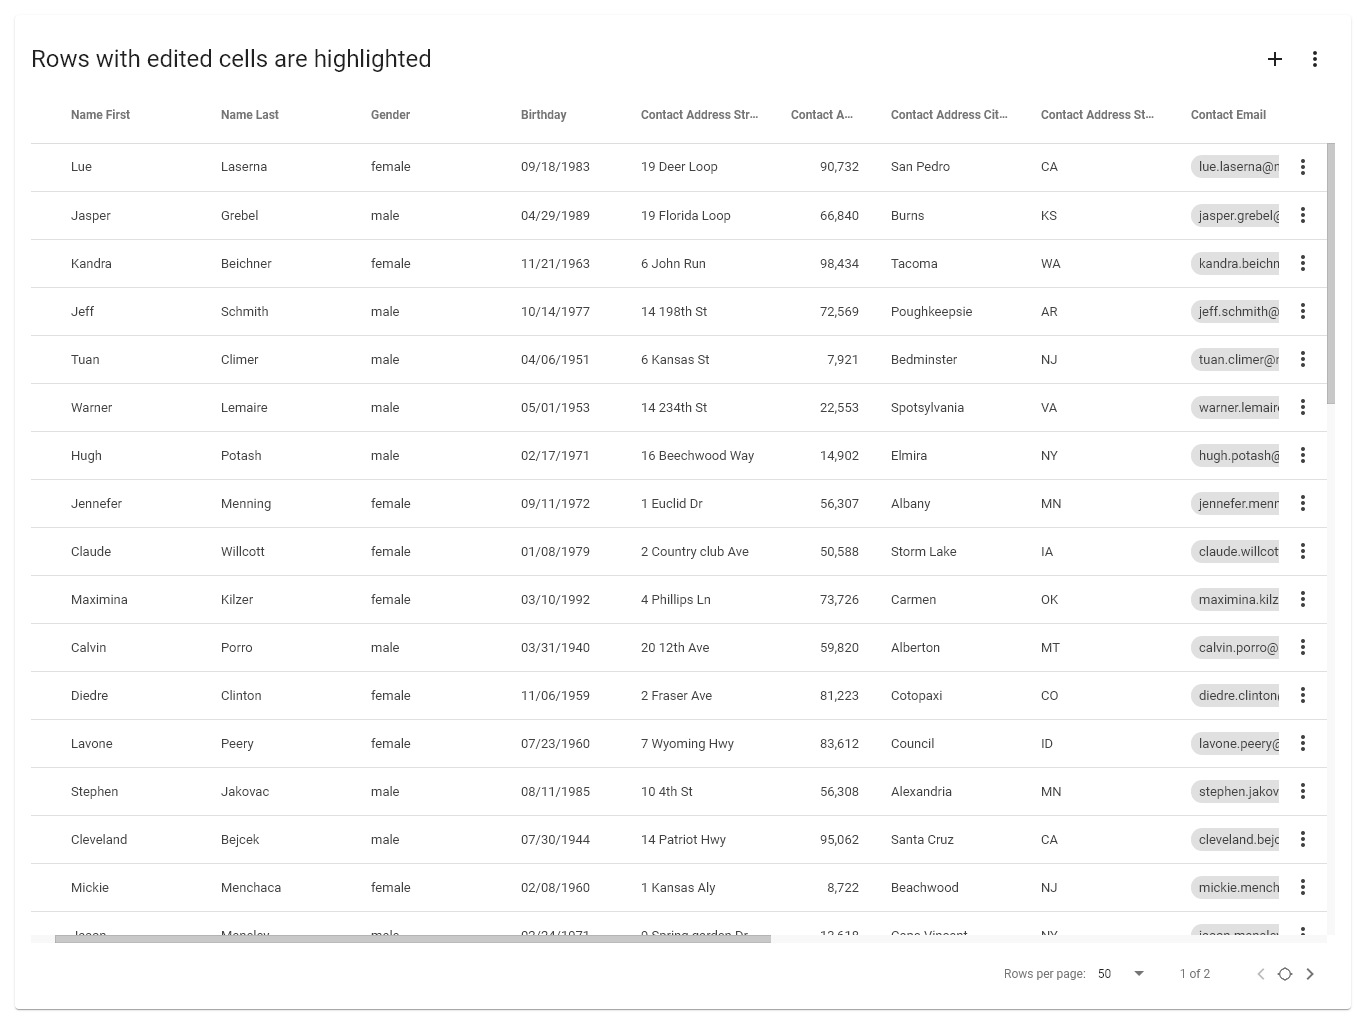 Rows with edited cells are highlighted
Name First Name Last Gender Birthday Contact Address Str... Contact A... Contact Address Cit... Contact Address St... Contact Email
Lue Laserna female 09/18/1983 19 Deer Loop 90,732 San Pedro CA lue.laserna@
Jasper Grebel male 04/29/1989 19 Florida Loop 66,840 Burns KS jasper.grebel@
Kandra Beichner female 11/21/1963 6 John Run 98,434 Tacoma WA kandra.beichn
Jeff Schmith male 10/14/1977 14 198th St 72,569 Poughkeepsie AR jeff.schmith@
Tuan Climer male 04/06/1951 6 Kansas St 7,921 Bedminster NJ tuan.climer@
Warner Lemaire male 05/01/1953 14 234th St 22,553 Spotsylvania VA warner.lemaire
Hugh Potash male 02/17/1971 16 Beechwood Way 14,902 Elmira NY hugh.potash@
Jennefer Menning female 09/11/1972 1 Euclid Dr 56,307 Albany MN jennefer.menn
Claude Willcott female 01/08/1979 2 Country club Ave 50,588 Storm Lake IA claude.willcot
Maximina Kilzer female 03/10/1992 4 Phillips Ln 73,726 Carmen OK maximina.kilz
Calvin Porro male 03/31/1940 20 12th Ave 59,820 Alberton MT calvin.porro@
Diedre Clinton female 11/06/1959 2 Fraser Ave 81,223 Cotopaxi CO diedre.clinton
Lavone Peery female 07/23/1960 7 Wyoming Hwy 83,612 Council ID lavone.peery@
Stephen Jakovac male 08/11/1985 10 4th St 56,308 Alexandria MN stephen.jakov
Cleveland Bejcek male 07/30/1944 14 Patriot Hwy 95,062 Santa Cruz CA cleveland.bejc
Mickie Menchaca female 02/08/1960 1 Kansas Aly 8,722 Beachwood NJ mickie.mench
Rows per page: 50 1 of 2